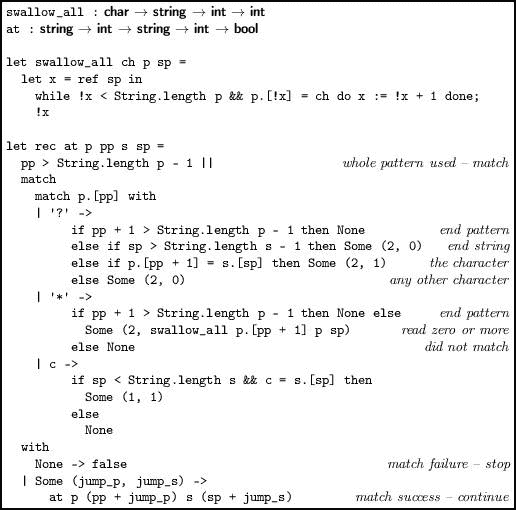 swallow_all : char → string → int → int
at : string → int → string → int → bool
let swallow_all ch p sp =
  let x = ref sp in
    while !x < String.length p && p.[!x] = ch do x := !x + 1 done;
    !x
let rec at p pp s sp =
  pp > String.length p - 1 ||    whole pattern used – match
  match
    match p.[pp] with
    | '?' ->
        if pp + 1 > String.length p - 1 then None    end pattern
        else if sp > String.length s - 1 then Some (2, 0)    end string
        else if p.[pp + 1] = s.[sp] then Some (2, 1)    the character
        else Some (2, 0)    any other character
    | '*' ->
        if pp + 1 > String.length p - 1 then None else    end pattern
          Some (2, swallow_all p.[pp + 1] p sp)    read zero or more
        else None    did not match
    | c ->
        if sp < String.length s && c = s.[sp] then
          Some (1, 1)
        else
          None
  with
    None -> false    match failure – stop
  | Some (jump_p, jump_s) ->
      at p (pp + jump_p) s (sp + jump_s)    match success – continue